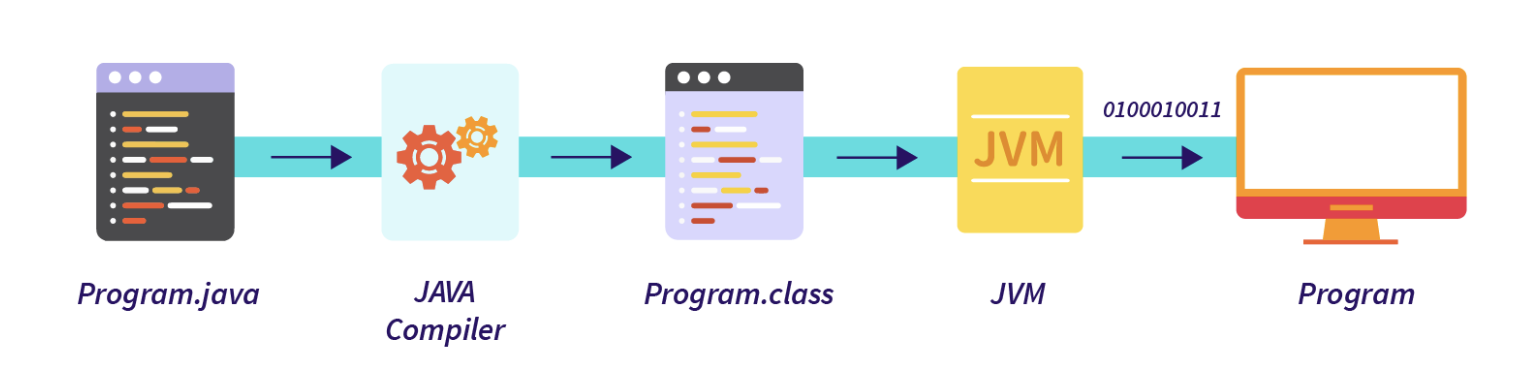 0100010011
JVM
Program.java
JAVA
Compiler
Program.class
JVM
Program